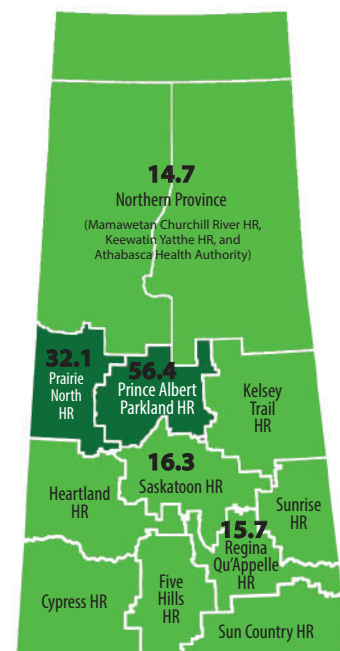 14.7
Northern Province
(Mamawetan Churchill River HR,
Keewatin Yatthe HR, and
Athabasca Health Authority)
32.1
Prairie
North
HR
56.4
Prince Albert
Parkland HR
Kelsey
Trail
HR
16.3
Saskatoon HR
Heartland
HR
Sunrise
HR
15.7
Regina
Qu'Appelle
HR
Cypress HR
Five
Hills
HR
Sun Country HR